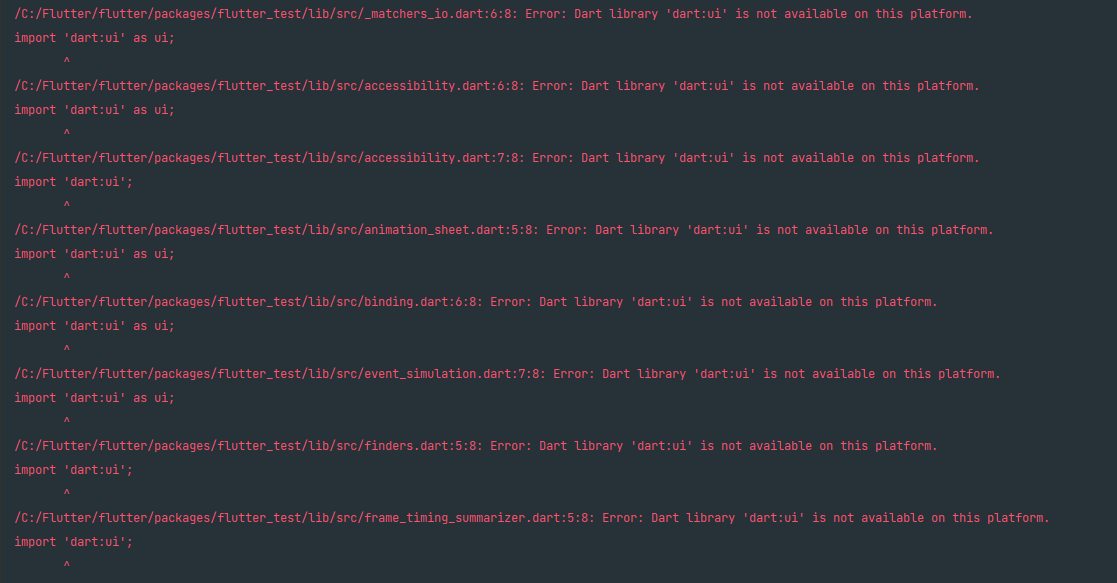 /C:/Flutter/flutter/packages/flutter_test/lib/src/_matchers_io.dart:6:8: Error: Dart library 'dart:ui' is not available on this platform.
import 'dart:ui' as ui;
^
/C:/Flutter/flutter/packages/flutter_test/lib/src/accessibility.dart:6:8: Error: Dart library 'dart:ui' is not available on this platform.
import 'dart:ui' as ui;
^
/C:/Flutter/flutter/packages/flutter_test/lib/src/accessibility.dart:7:8: Error: Dart library 'dart:ui' is not available on this platform.
import 'dart:ui';
^
/C:/Flutter/flutter/packages/flutter_test/lib/src/animation_sheet.dart:5:8: Error: Dart library 'dart:ui' is not available on this platform.
import 'dart:ui' as ui;
^
/C:/Flutter/flutter/packages/flutter_test/lib/src/binding.dart:6:8: Error: Dart library 'dart:ui' is not available on this platform.
import 'dart:ui' as ui;
^
/C:/Flutter/flutter/packages/flutter_test/lib/src/event_simulation.dart:7:8: Error: Dart library 'dart:ui' is not available on this platform.
import 'dart:ui' as ui;
^
/C:/Flutter/flutter/packages/flutter_test/lib/src/finders.dart:5:8: Error: Dart library 'dart:ui' is not available on this platform.
import 'dart:ui';
^
/C:/Flutter/flutter/packages/flutter_test/lib/src/frame_timing_summarizer.dart:5:8: Error: Dart library 'dart:ui' is not available on this platform.
import 'dart:ui';
^